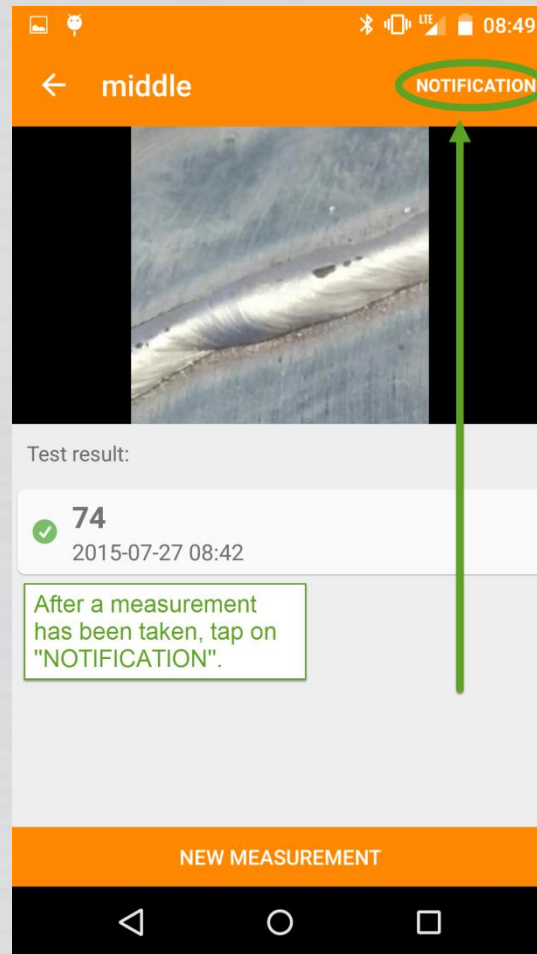 LTE 08:49
middle NOTIFICATION
Test result:
74
2015-07-27 08:42
After a measurement
has been taken, tap on
"NOTIFICATION".
NEW MEASUREMENT